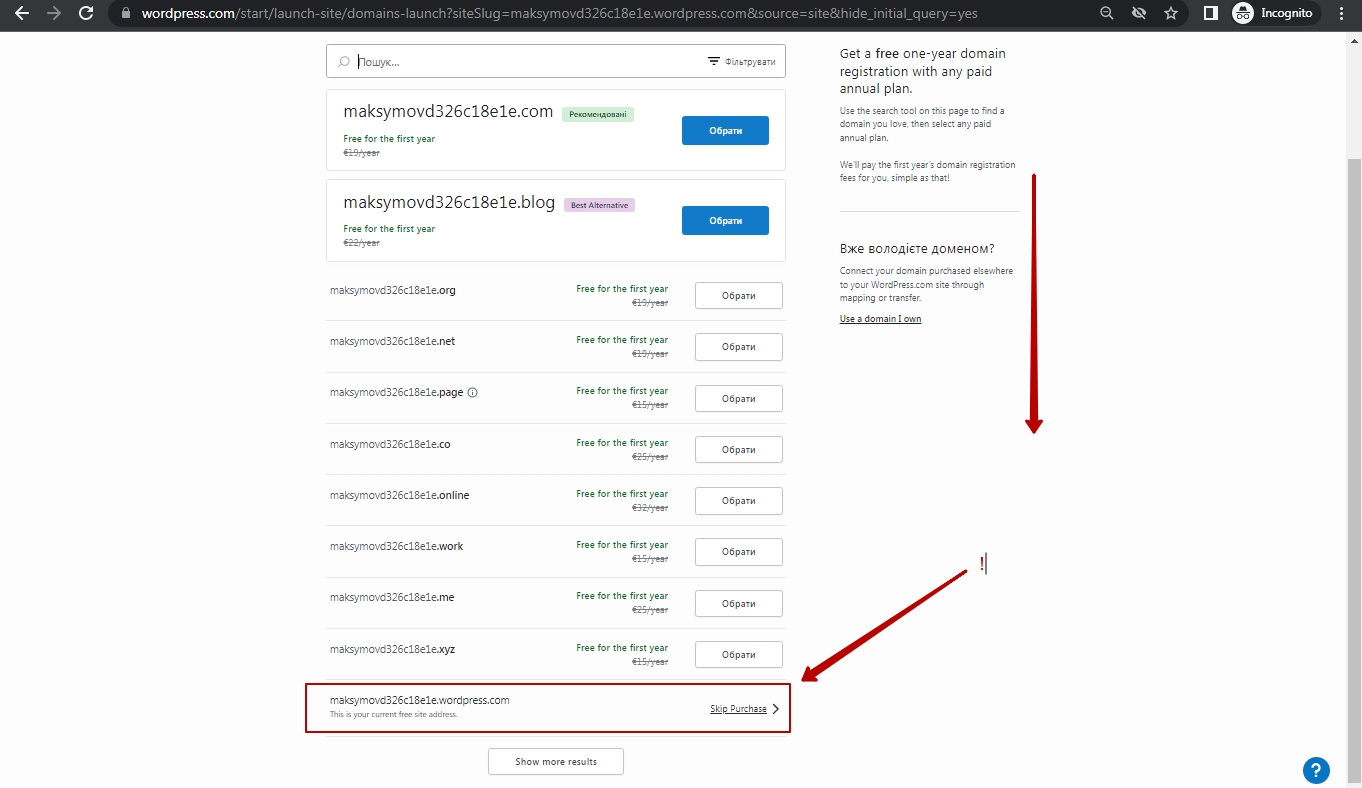 wordpress.com/start/launch-site/domains-launch?siteSlug=maksymovd326c18e1e.wordpress.com&source=site&hide_initial_query=yes
Incognito
Пошук...
Фільтрувати
maksymovd326c18e1e.com
Рекомендовані
Free for the first year
€19/year
Обрати
maksymovd326c18e1e.blog
Best Alternative
Free for the first year
€22/year
Обрати
maksymovd326c18e1e.org
Free for the first year
€19/year
Обрати
maksymovd326c18e1e.net
Free for the first year
€19/year
Обрати
maksymovd326c18e1e.page
Free for the first year
€15/year
Обрати
maksymovd326c18e1e.co
Free for the first year
€25/year
Обрати
maksymovd326c18e1e.online
Free for the first year
€32/year
Обрати
maksymovd326c18e1e.work
Free for the first year
€15/year
Обрати
maksymovd326c18e1e.me
Free for the first year
€25/year
Обрати
maksymovd326c18e1e.xyz
Free for the first year
€15/year
Обрати
maksymovd326c18e1e.wordpress.com
This is your current free site address.
Skip Purchase
Show more results
Get a free one-year domain
registration with any paid
annual plan.
Use the search tool on this page to find a
domain you love, then select any paid
annual plan.
We'll pay the first year's domain registration
fees for you, simple as that!
Вже володієте доменом?
Connect your domain purchased elsewhere
to your WordPress.com site through
mapping or transfer.
Use a domain I own
!
?